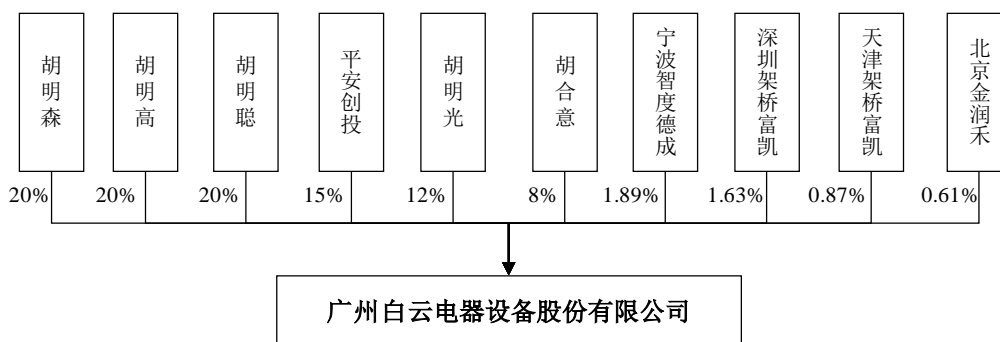 胡明森
胡明高
胡明聪
平安创投
胡明光
胡合意
宁波智度德成
深圳架桥富凯
天津架桥富凯
北京金润禾
20%
20%
20%
15%
12%
8%
1.89%
1.63%
0.87%
0.61%
广州白云电器设备股份有限公司